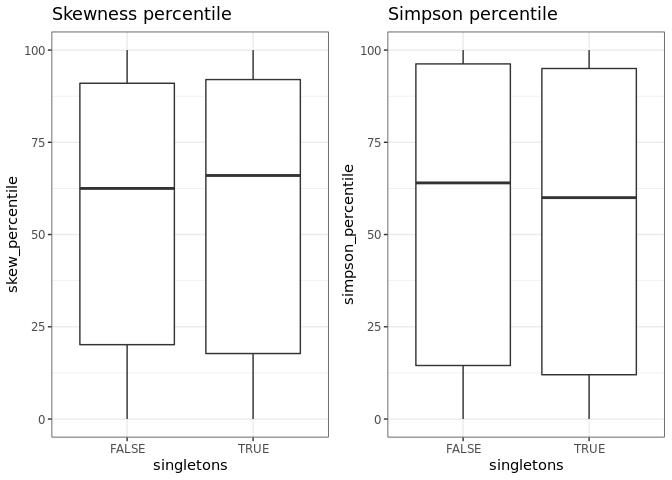 Skewness percentile
skew_percentile
100
75
50
25
0
FALSE TRUE
singletons
Simpson percentile
simpson_percentile
100
75
50
25
0
FALSE TRUE
singletons